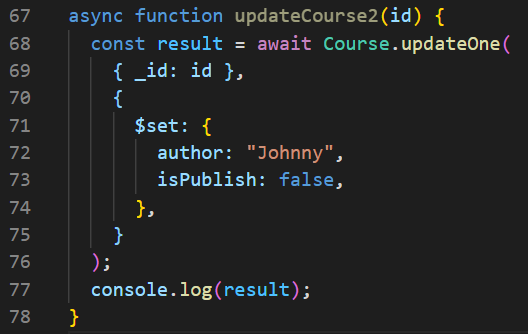 67 async function updateCourse2(id) {
68   const result = await Course.updateOne(
69     { _id: id },
70     {
71       $set: {
72         author: "Johnny",
73         isPublish: false,
74       },
75     }
76   );
77   console.log(result);
78 }